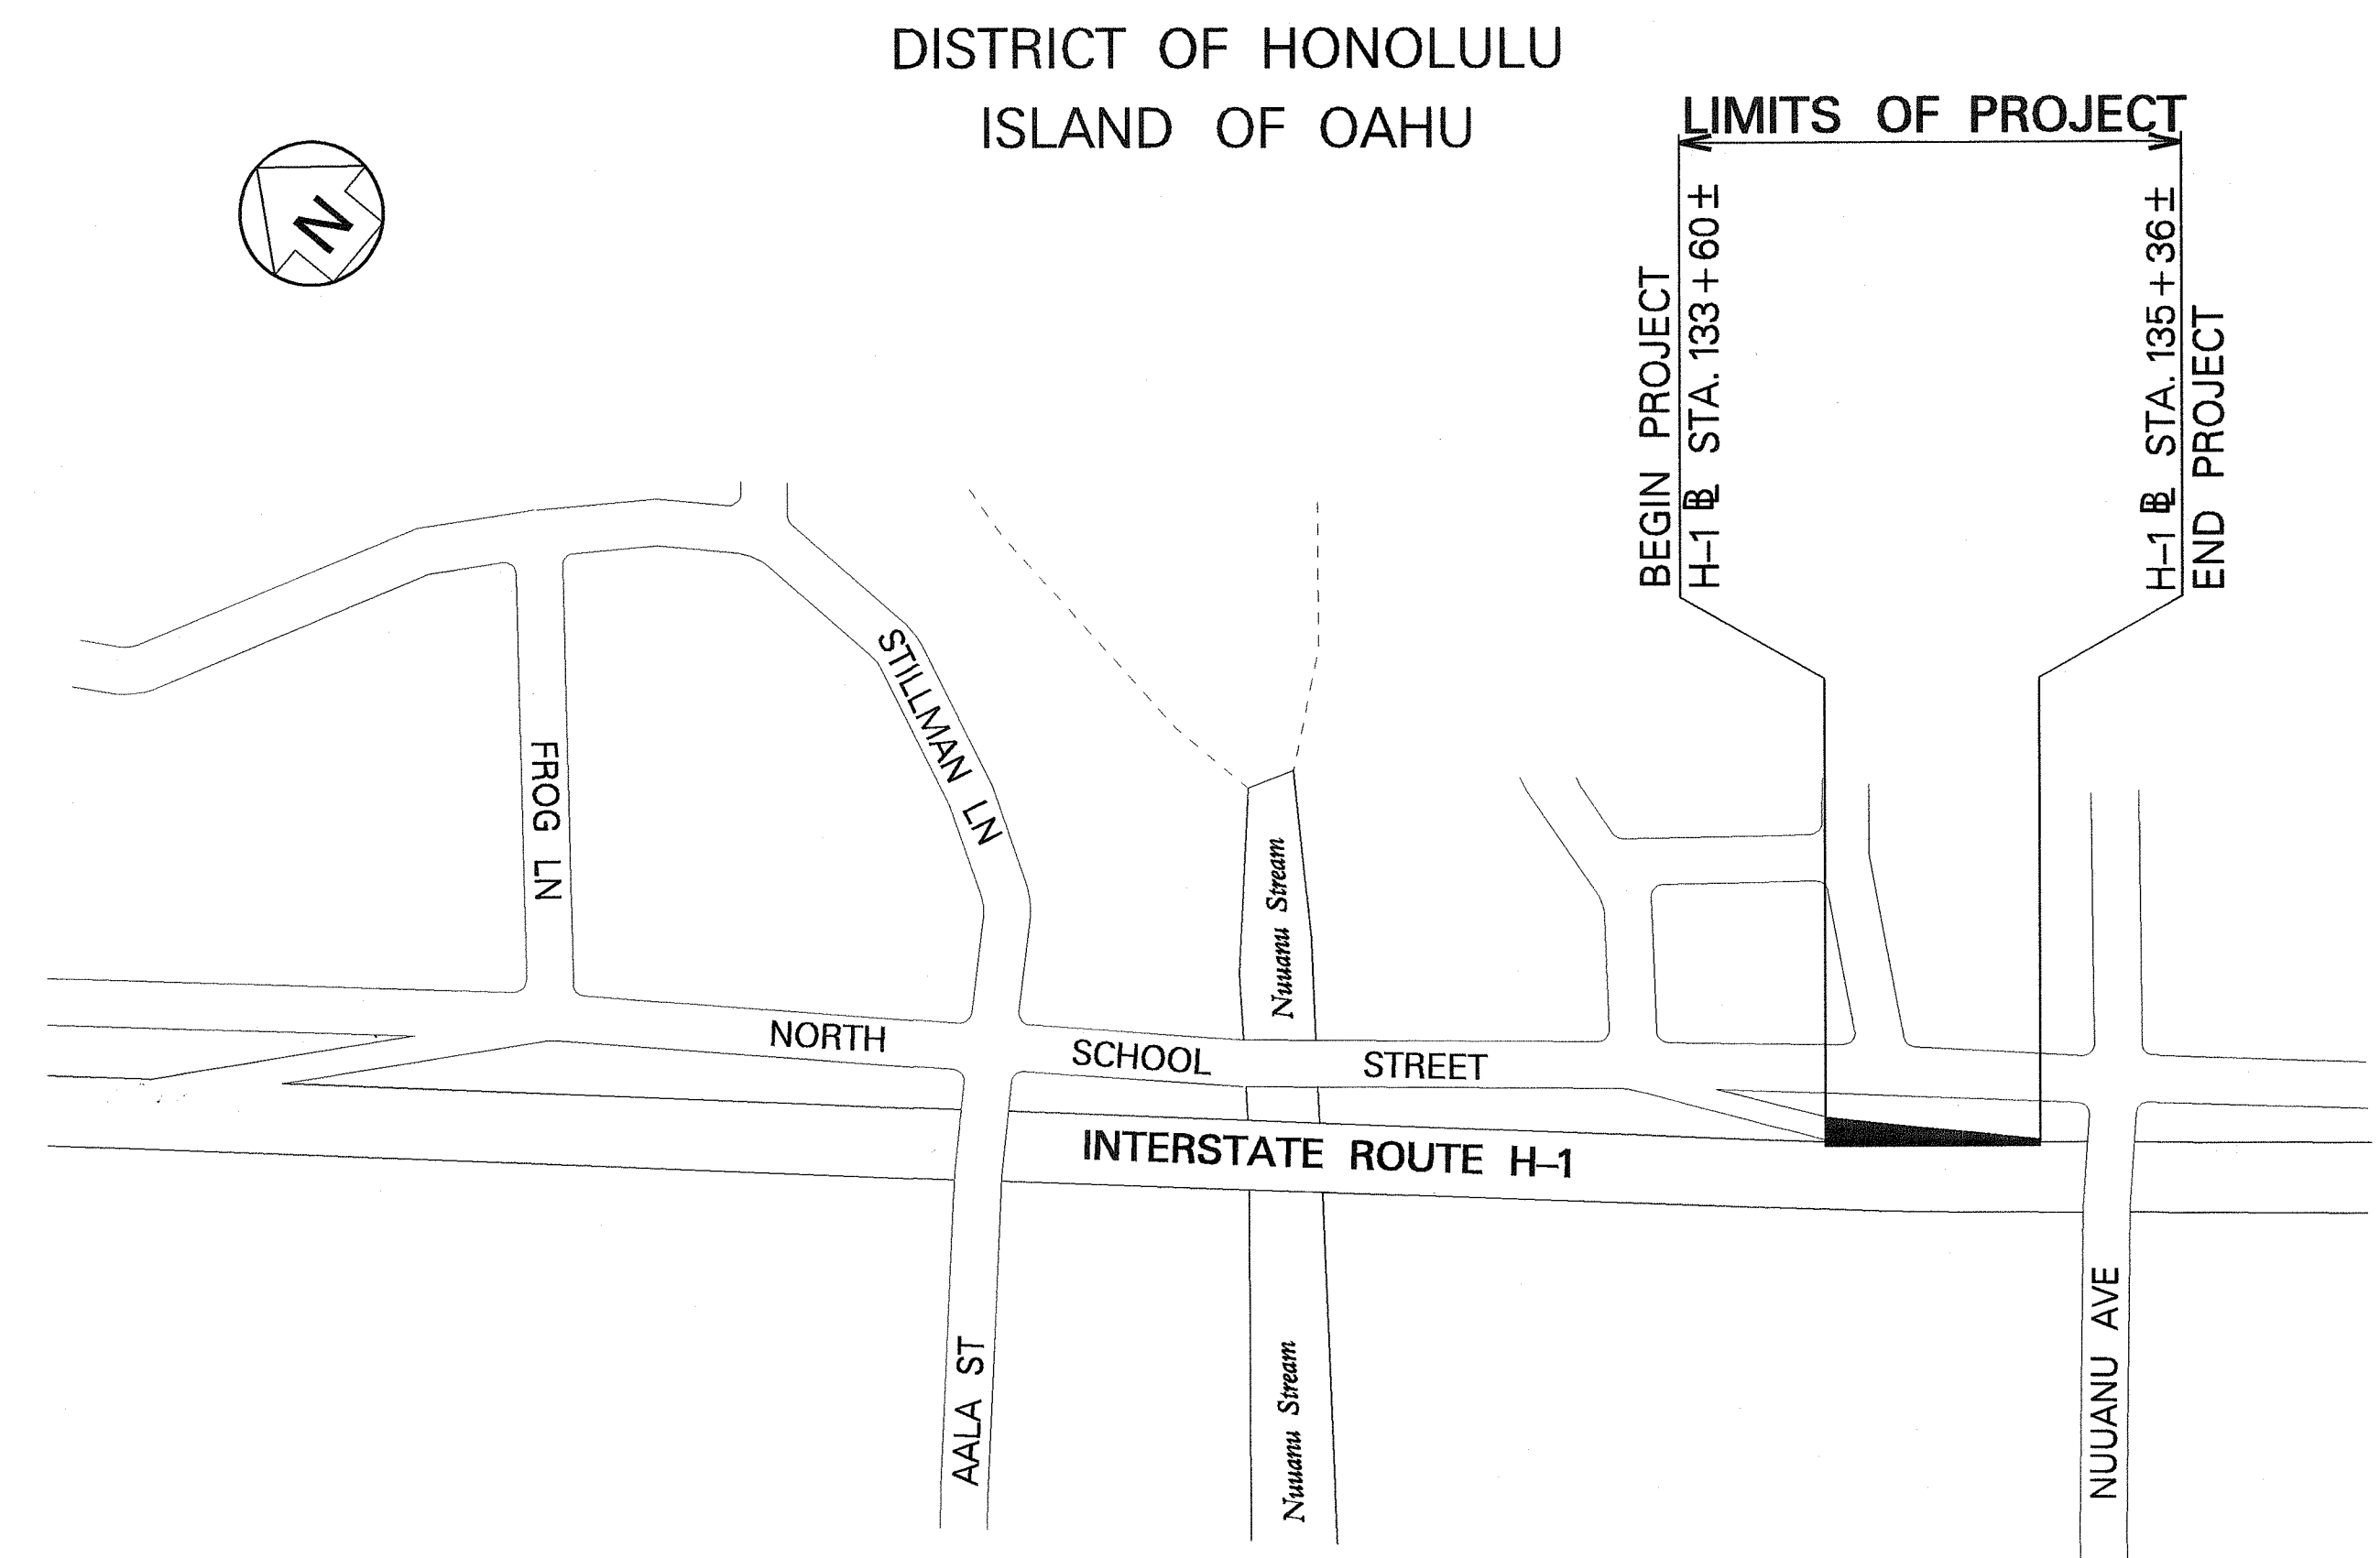 DISTRICT OF HONOLULU
ISLAND OF OAHU
LIMITS OF PROJECT
N
BEGIN PROJECT
H-1 BL STA. 133+60±
H-1 BL STA. 135+36±
END PROJECT
STILLMAN LN
FROG LN
Nuuanu Stream
NORTH SCHOOL STREET
INTERSTATE ROUTE H-1
AALA ST
Nuuanu Stream
NUUANU AVE